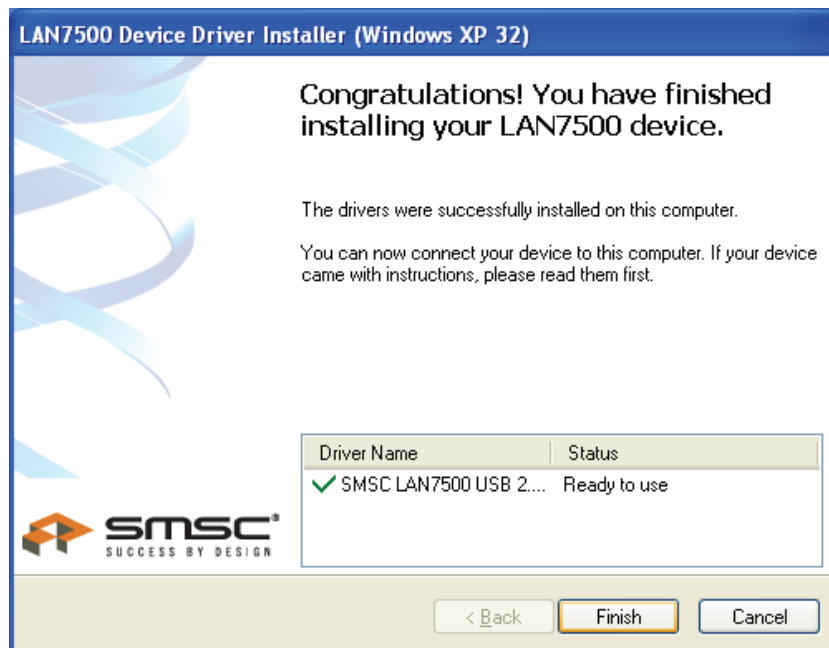 LAN7500 Device Driver Installer (Windows XP 32)
Congratulations! You have finished
installing your LAN7500 device.
The drivers were successfully installed on this computer.
You can now connect your device to this computer. If your device
came with instructions, please read them first.
Driver Name Status
SMSC LAN7500 USB 2.... Ready to use
smsc®
SUCCESS BY DESIGN
< Back Finish Cancel